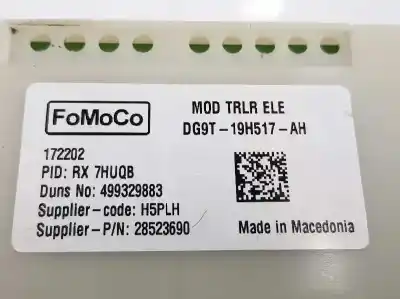 FoMoCo
MOD TRLR ELE
DG9T-19H517-AH
172202
PID: RX 7HUQB
Duns No: 499329883
Supplier-code: H5PLH
Supplier-P/N: 28523690
Made in Macedonia